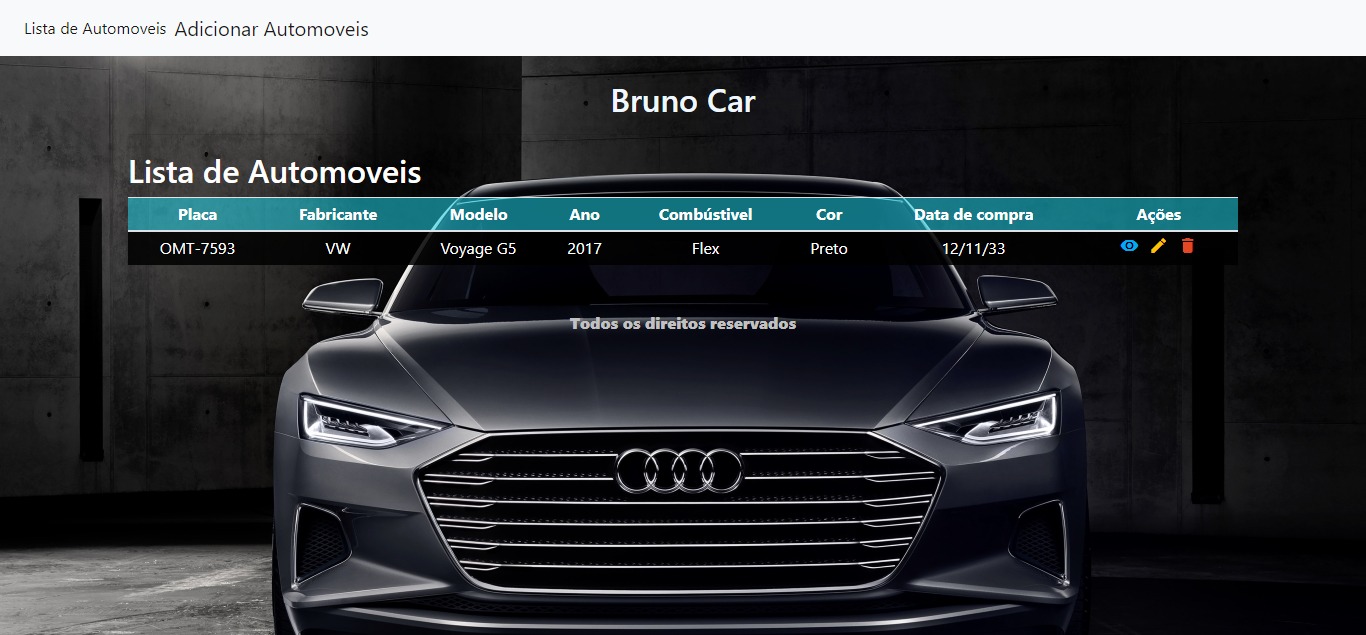 Lista de Automoveis Adicionar Automoveis
Bruno Car
Lista de Automoveis
Placa Fabricante Modelo Ano Combústivel Cor Data de compra Ações
OMT-7593 VW Voyage G5 2017 Flex Preto 12/11/33
Todos os direitos reservados